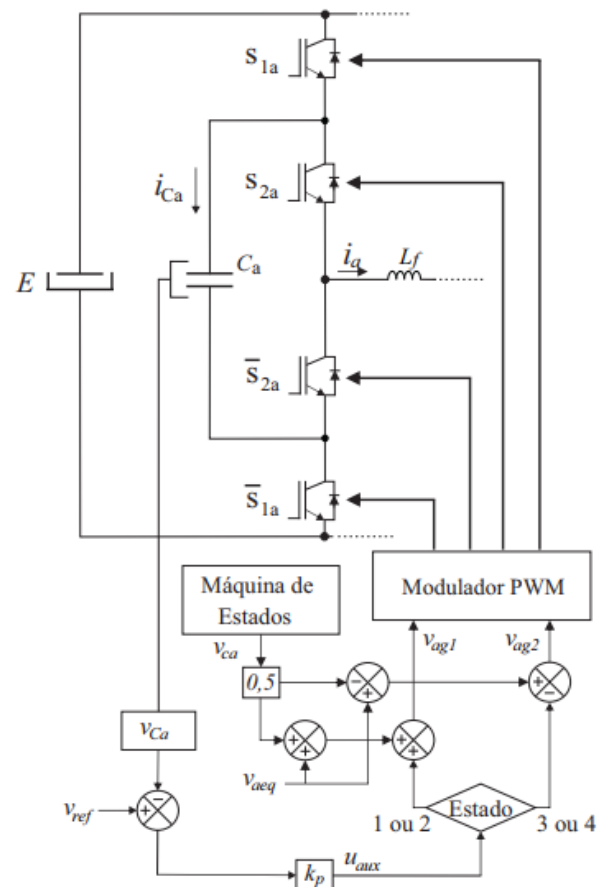 S1a
iCa
S2a
Ca
ia
Lf
E
S̅2a
S̅1a
Máquina de
Estados
Modulador PWM
vca
vag1
vag2
0,5
vCa
vaeq
vref
Estado
1 ou 2
3 ou 4
kp
uaux